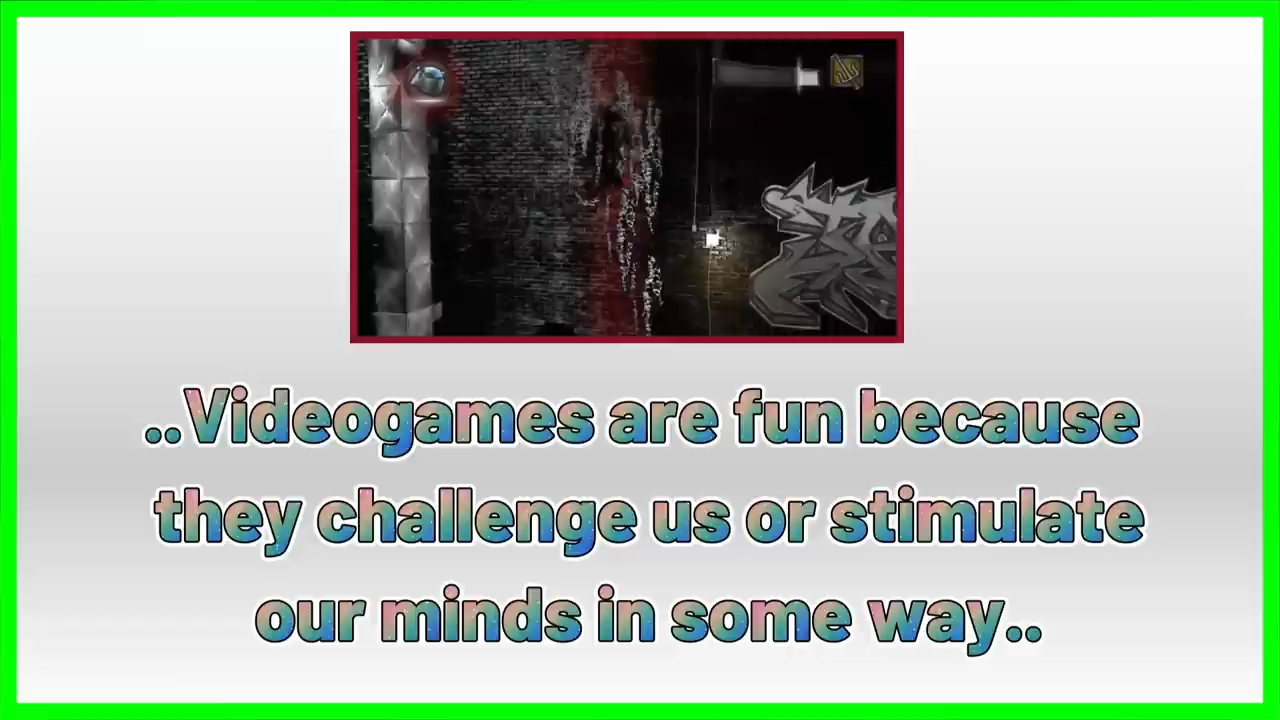 ..Videogames are fun because
they challenge us or stimulate
our minds in some way..